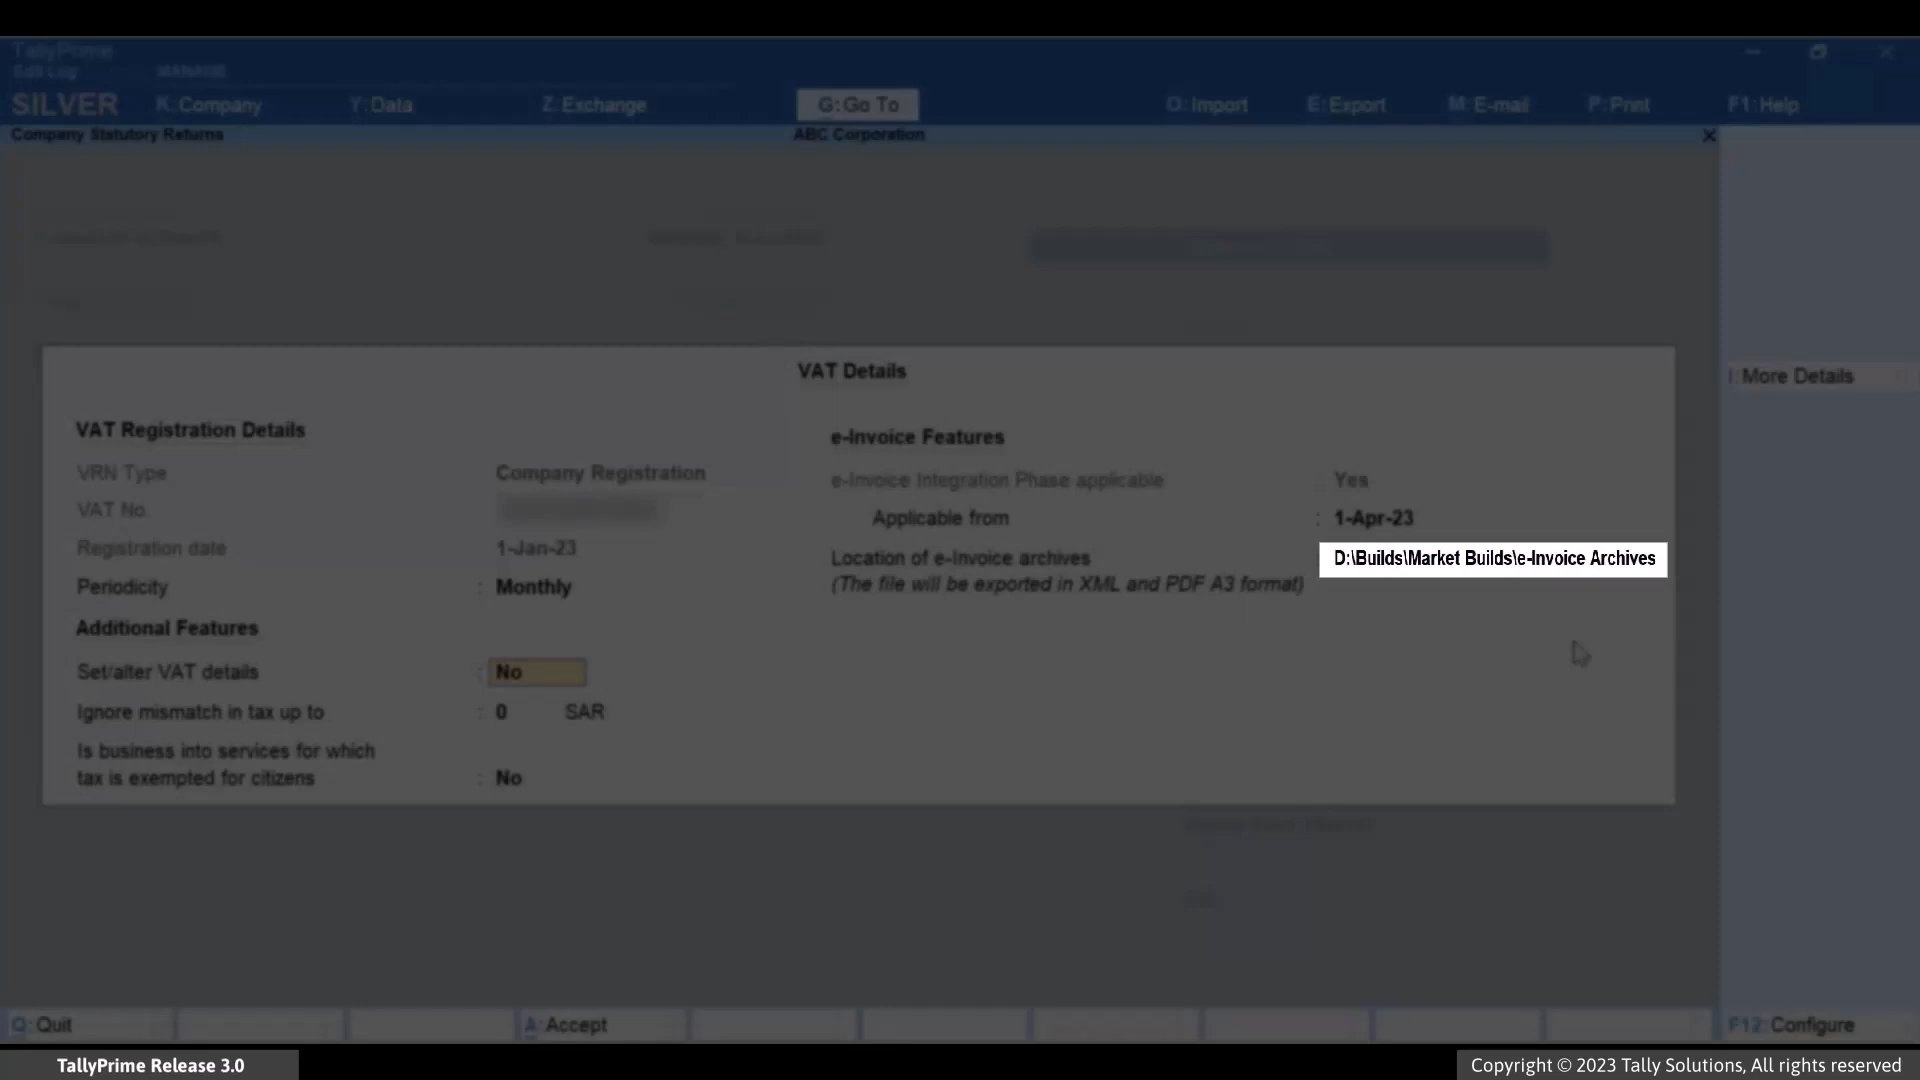 TallyPrime
Edit Log
MANAGE
SILVER K: Company Y: Data Z: Exchange G: Go To O: Import E: Export M: E-mail P: Print F1: Help
Company Statutory Returns ABC Corporation
VAT Details
I: More Details
VAT Registration Details
VRN Type Company Registration
VAT No.
Registration date 1-Jan-23
Periodicity : Monthly
Additional Features
Set/alter VAT details : No
Ignore mismatch in tax up to : 0 SAR
Is business into services for which
tax is exempted for citizens : No
e-Invoice Features
e-Invoice Integration Phase applicable : Yes
Applicable from : 1-Apr-23
Location of e-Invoice archives D:\Builds\Market Builds\e-Invoice Archives
(The file will be exported in XML and PDF A3 format)
Q: Quit A: Accept F12: Configure
TallyPrime Release 3.0 Copyright © 2023 Tally Solutions, All rights reserved